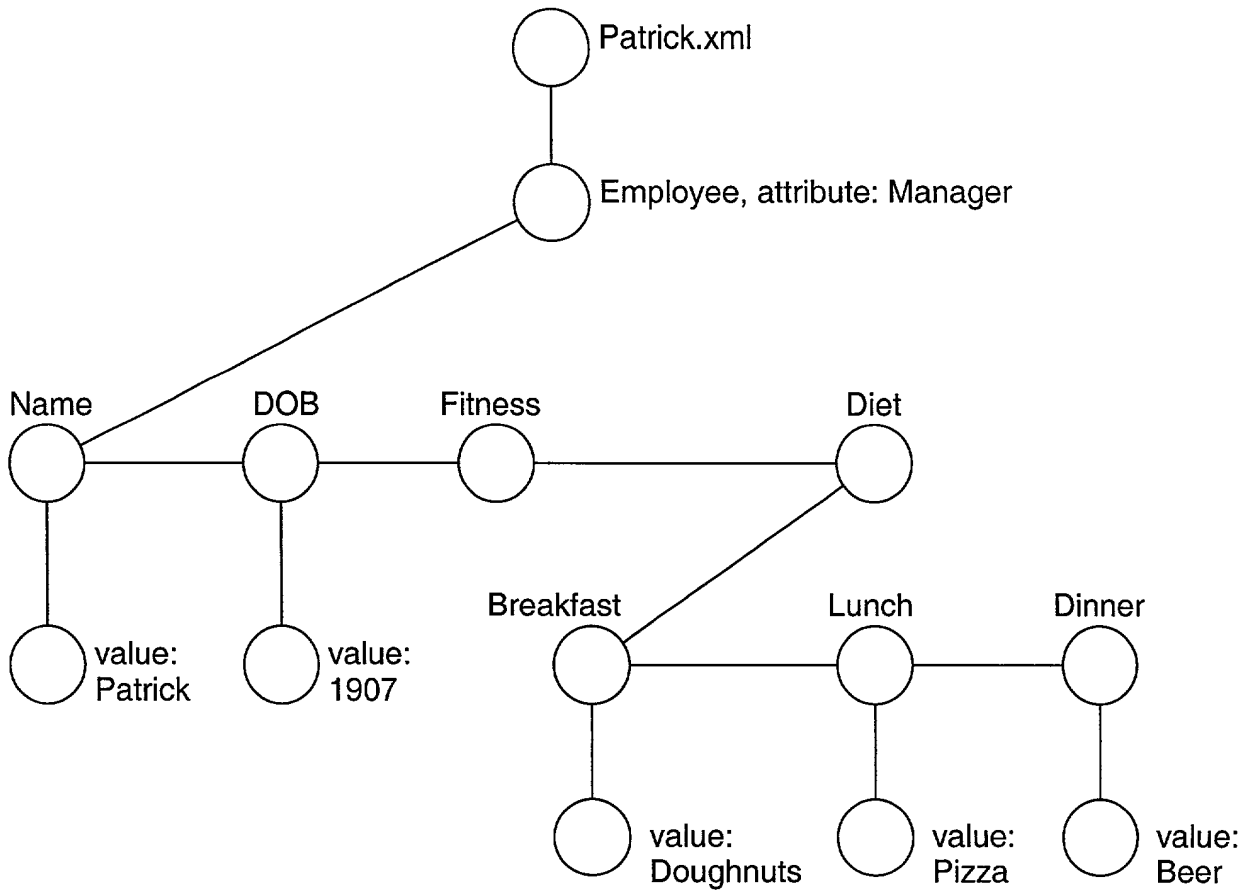 Patrick.xml
Employee, attribute: Manager
Name
DOB
Fitness
Diet
Breakfast
Lunch
Dinner
value:
Patrick
value:
1907
value:
Doughnuts
value:
Pizza
value:
Beer